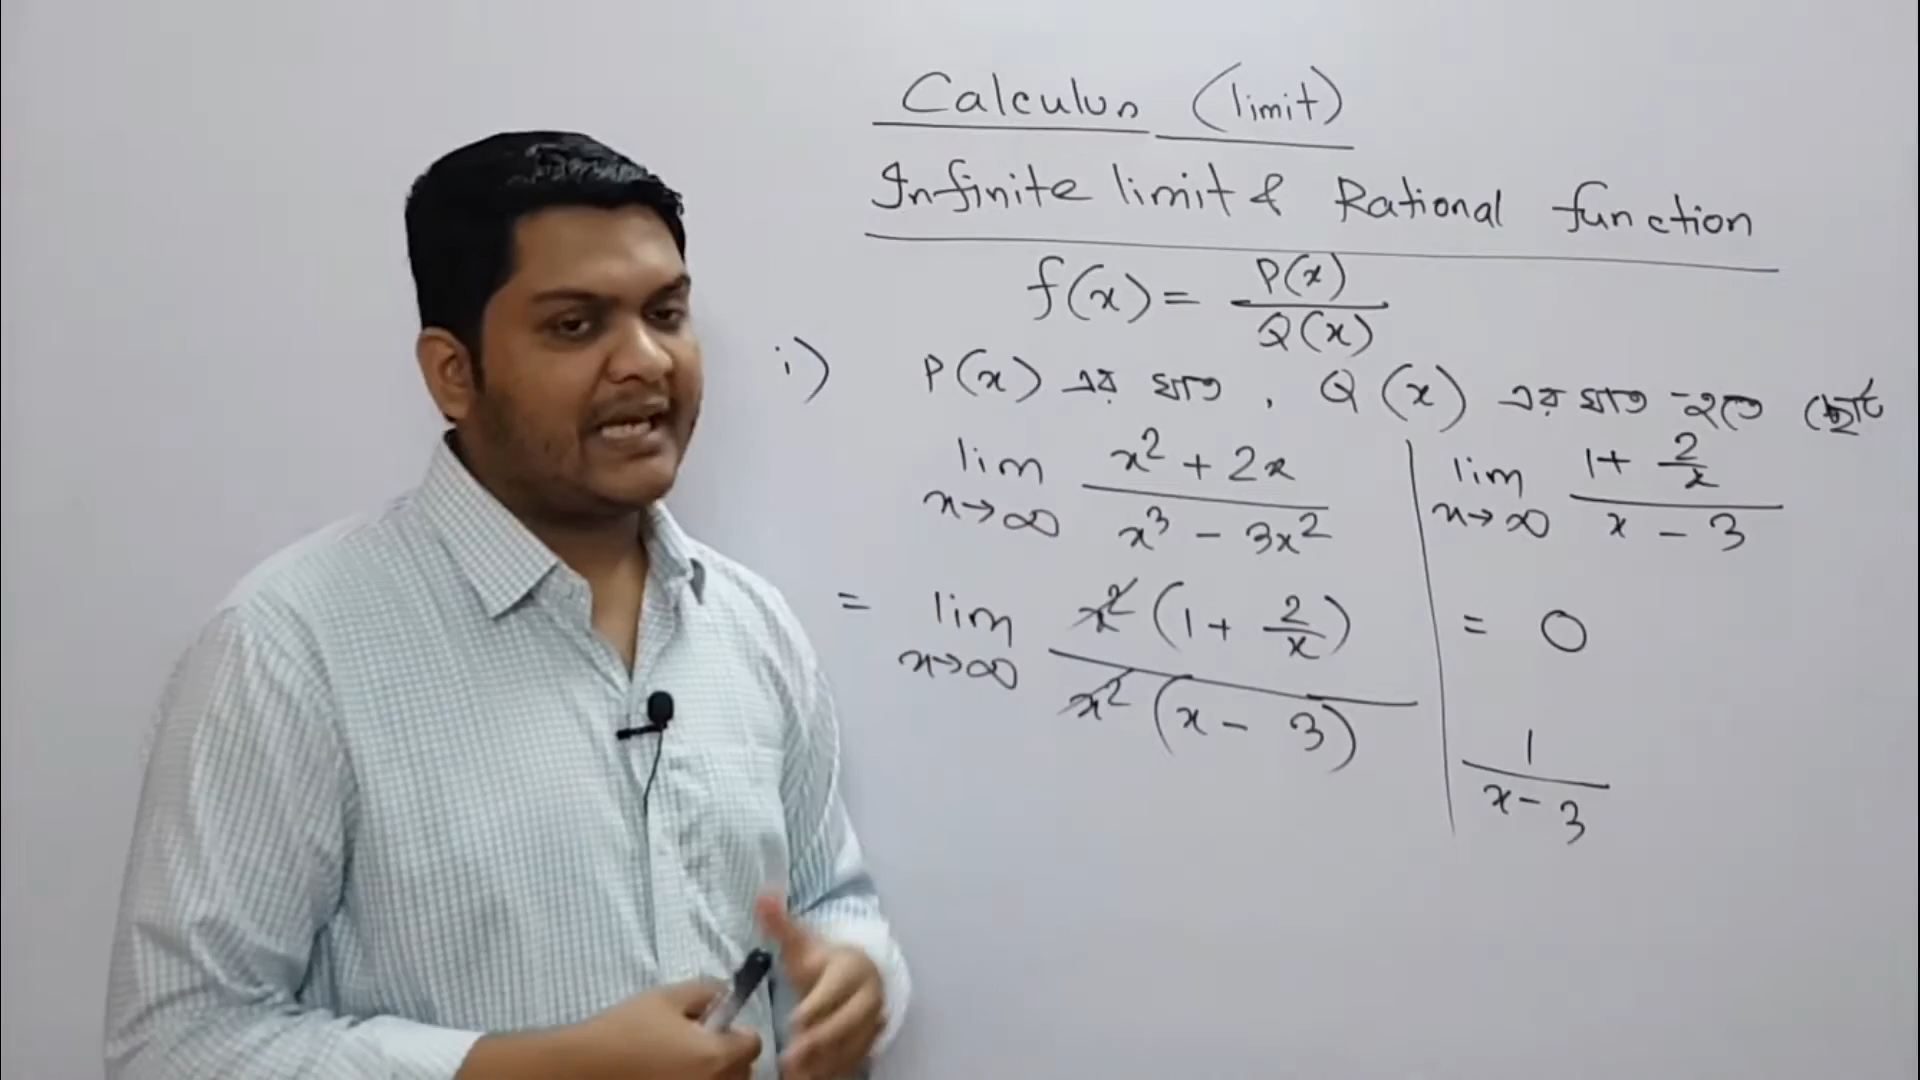 Calculus (limit)
Infinite limit & Rational function
f(x) = P(x)/Q(x)
i) P(x) এর ঘাত, Q(x) এর ঘাত হতে ছোট
lim x→∞ (x² + 2x)/(x³ - 3x²)
= lim x→∞ x²(1 + 2/x)/x²(x - 3)
lim x→∞ (1 + 2/x)/(x - 3)
= 0
1/(x - 3)